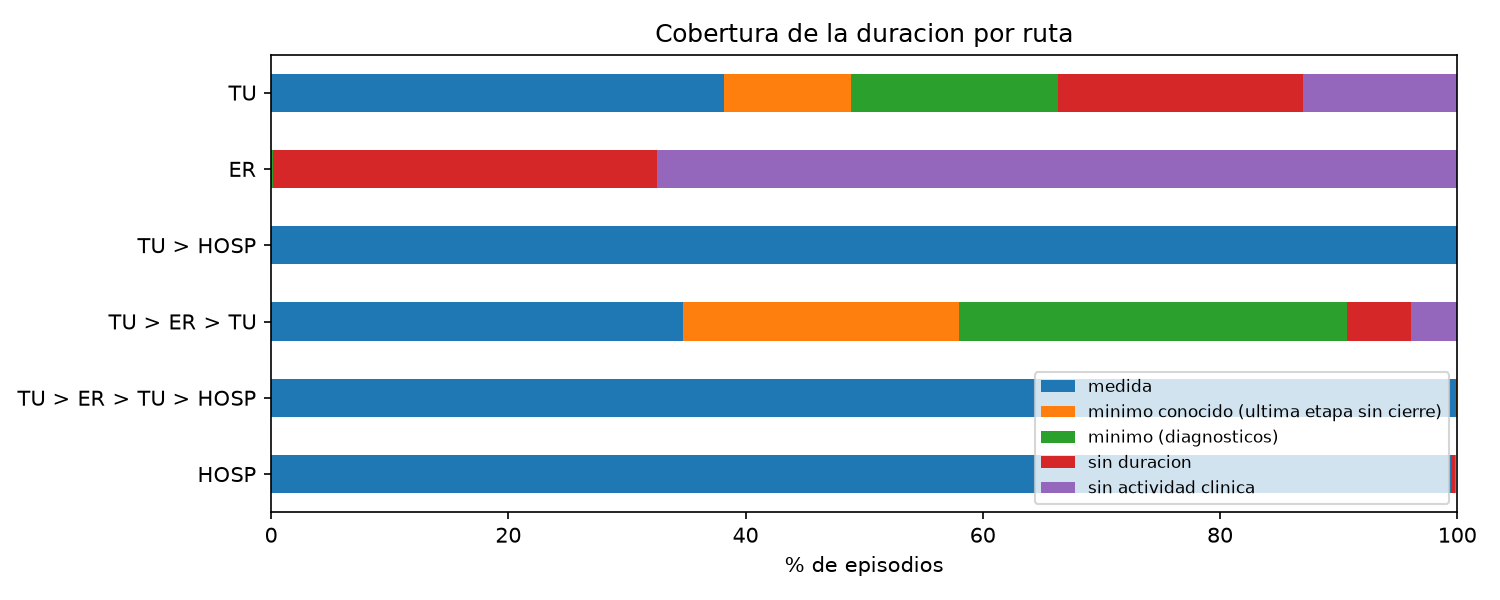 Cobertura de la duracion por ruta
TU
ER
TU > HOSP
TU > ER > TU
TU > ER > TU > HOSP
HOSP
medida
minimo conocido (ultima etapa sin cierre)
minimo (diagnosticos)
sin duracion
sin actividad clinica
0 20 40 60 80 100
% de episodios